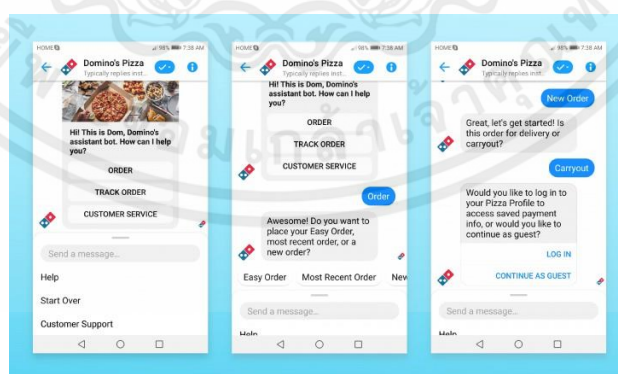 HOME 98% 7:38 AM
Domino's Pizza
Typically replies inst...
Hi! This is Dom, Domino's
assistant bot. How can I help
you?
ORDER
TRACK ORDER
CUSTOMER SERVICE
Send a message...
Help
Start Over
Customer Support
HOME 98% 7:38 AM
Domino's Pizza
Typically replies inst...
Hi! This is Dom, Domino's
assistant bot. How can I help
you?
ORDER
TRACK ORDER
CUSTOMER SERVICE
Order
Awesome! Do you want to
place your Easy Order,
most recent order, or a
new order?
Easy Order Most Recent Order New
Send a message...
Help
HOME 98% 7:38 AM
Domino's Pizza
Typically replies inst...
New Order
Great, let's get started! Is
this order for delivery or
carryout?
Carryout
Would you like to log in to
your Pizza Profile to
access saved payment
info, or would you like to
continue as guest?
LOG IN
CONTINUE AS GUEST
Send a message...
Help